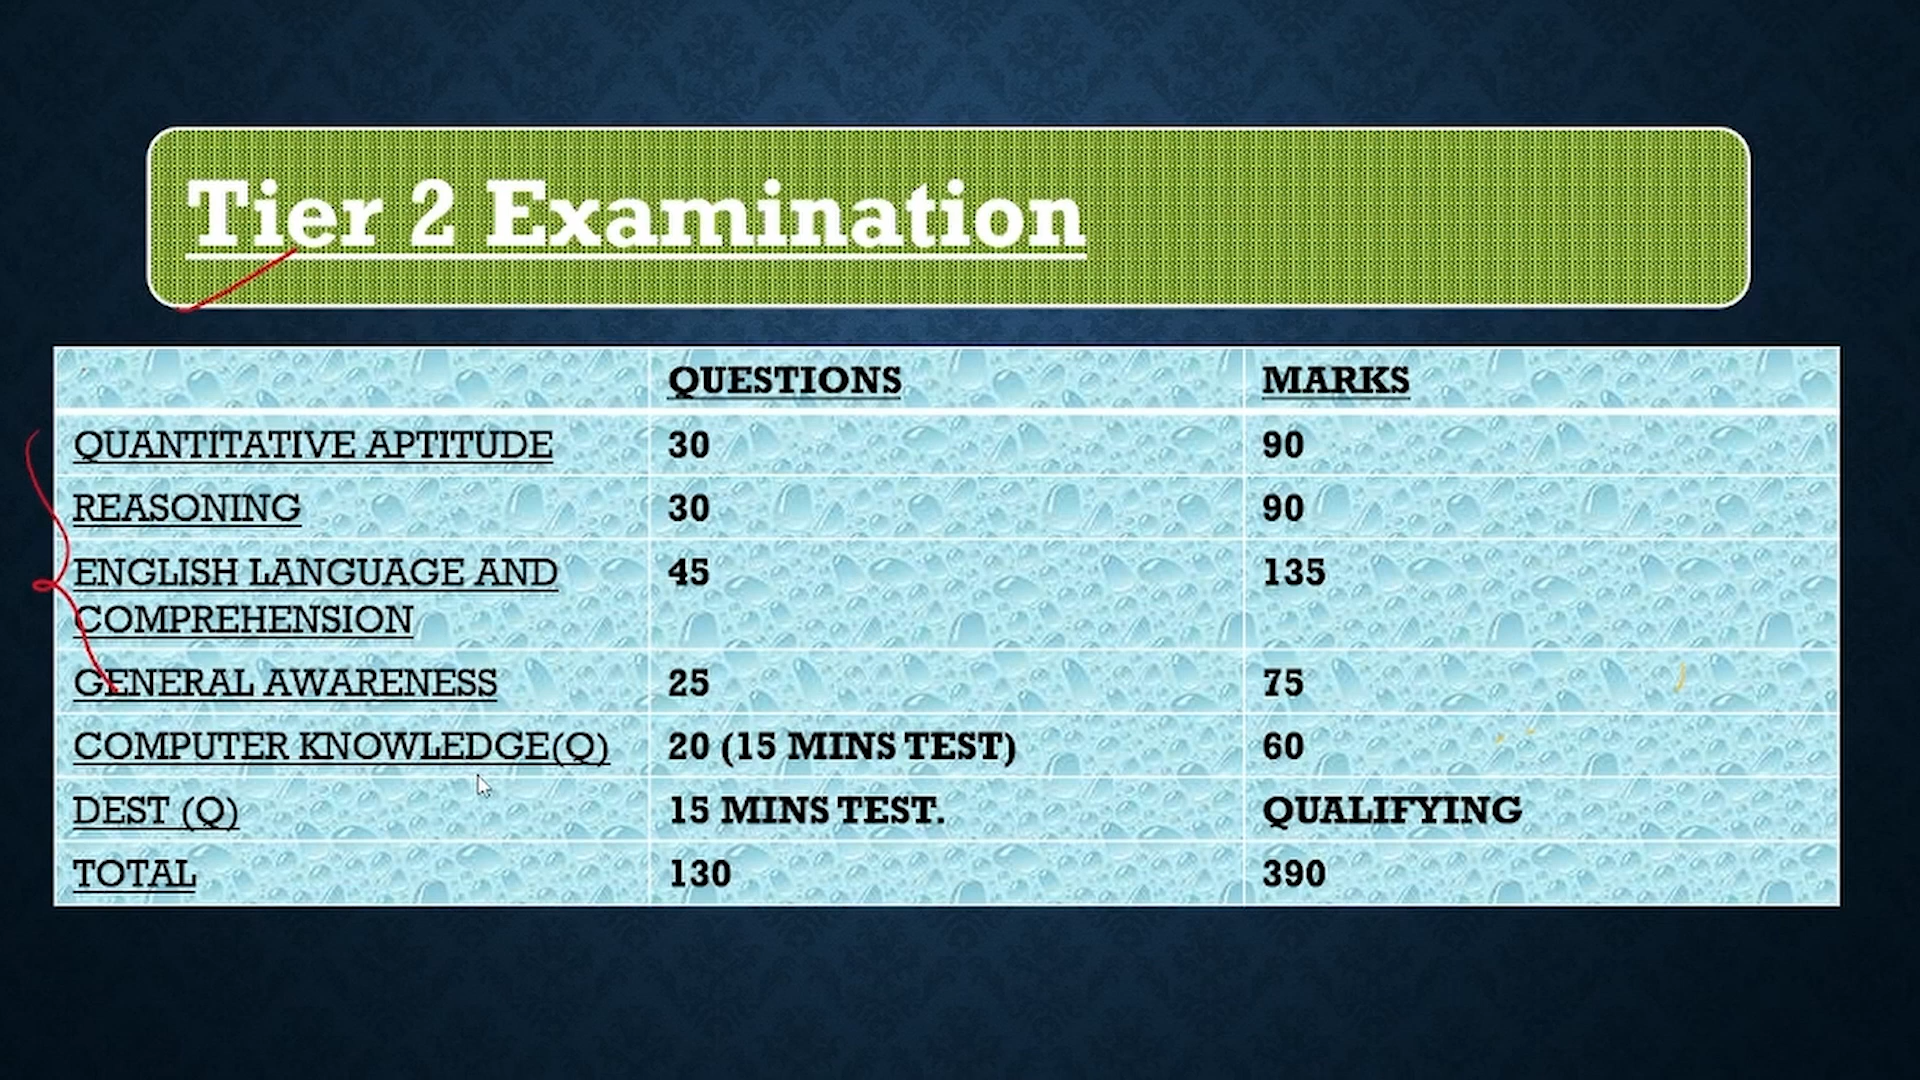 Tier 2 Examination
QUESTIONS MARKS
QUANTITATIVE APTITUDE 30 90
REASONING 30 90
ENGLISH LANGUAGE AND 45 135
COMPREHENSION
GENERAL AWARENESS 25 75
COMPUTER KNOWLEDGE(Q) 20 (15 MINS TEST) 60
DEST (Q) 15 MINS TEST. QUALIFYING
TOTAL 130 390